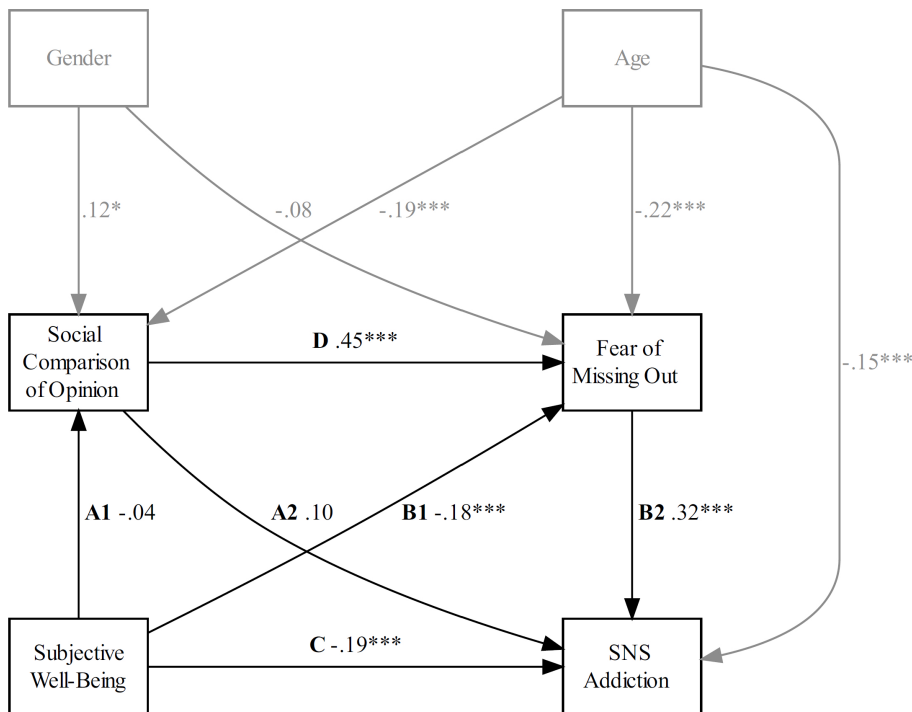 Gender
Age
.12*
-.08
-.19***
-.22***
Social
Comparison
of Opinion
D .45***
Fear of
Missing Out
-.15***
A1 -.04
A2 .10
B1 -.18***
B2 .32***
Subjective
Well-Being
C -.19***
SNS
Addiction